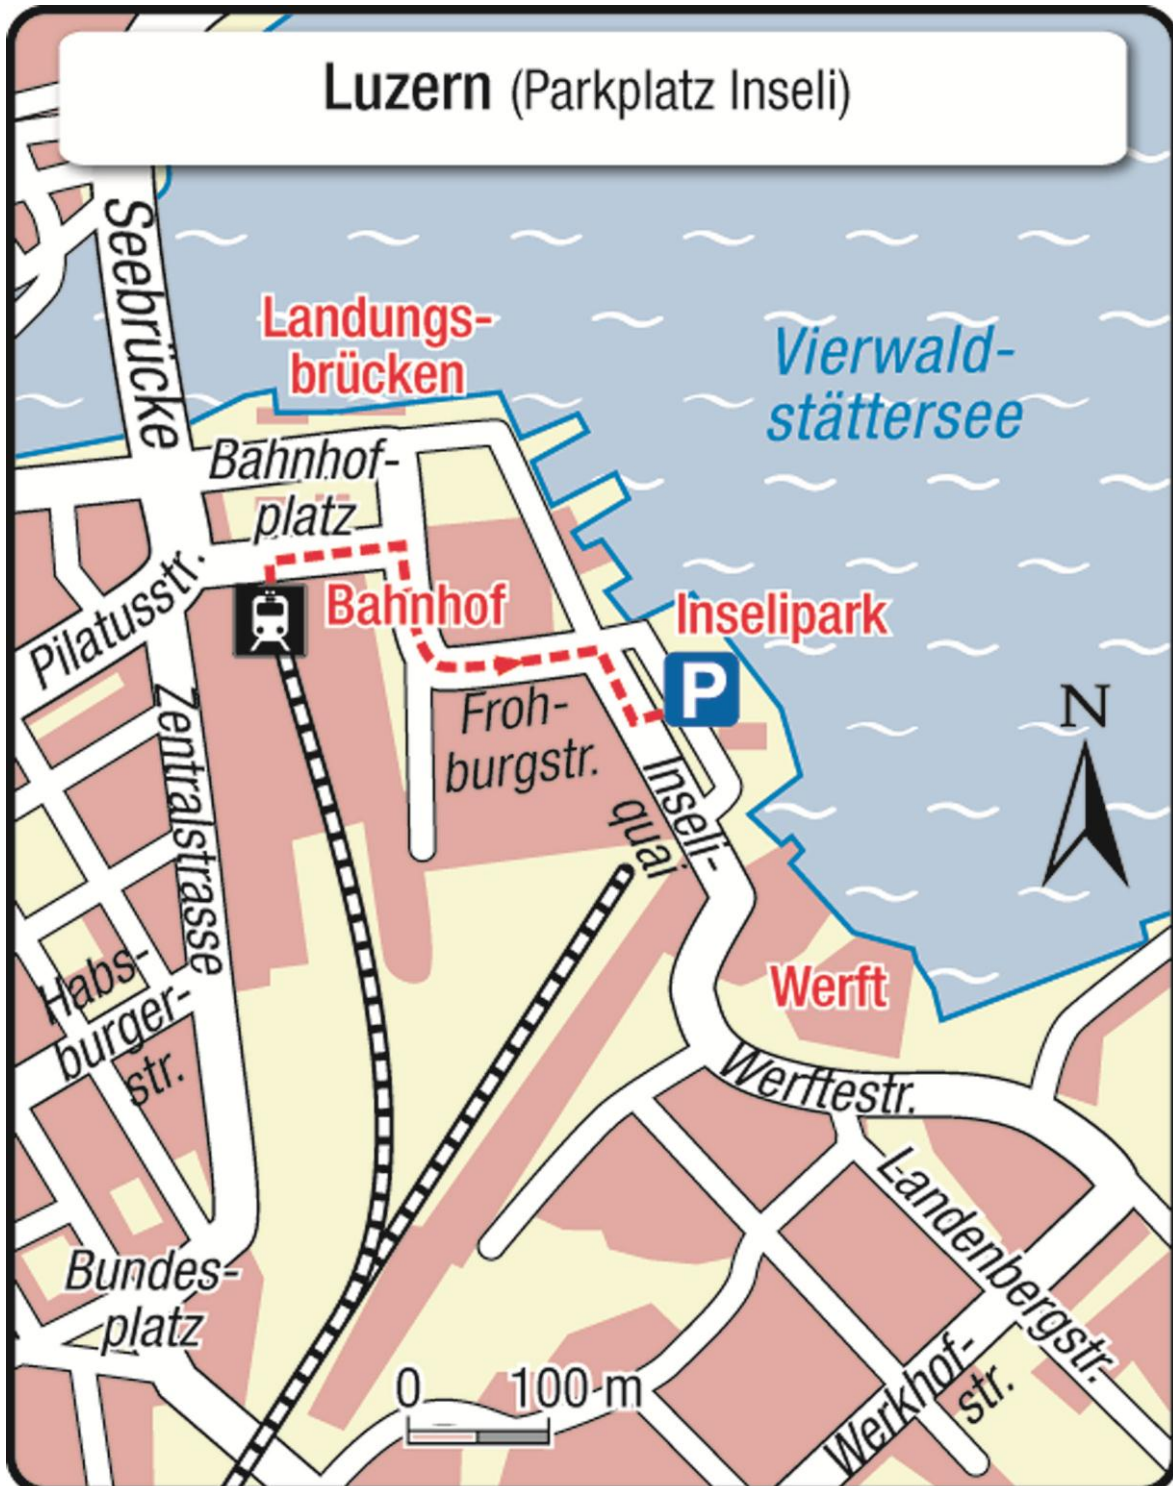 Luzern (Parkplatz Inseli)
Seebrücke
Landungs-
brücken
Vierwald-
stättersee
Bahnhof-
platz
Pilatusstr.
Bahnhof
Inselipark
P
N
Froh-
burgstr.
Zentralstrasse
Inseli-
quai
Habs-
burger-
str.
Werft
Werftestr.
Landenbergstr.
Bundes-
platz
Werkhof-
str.
0 100 m